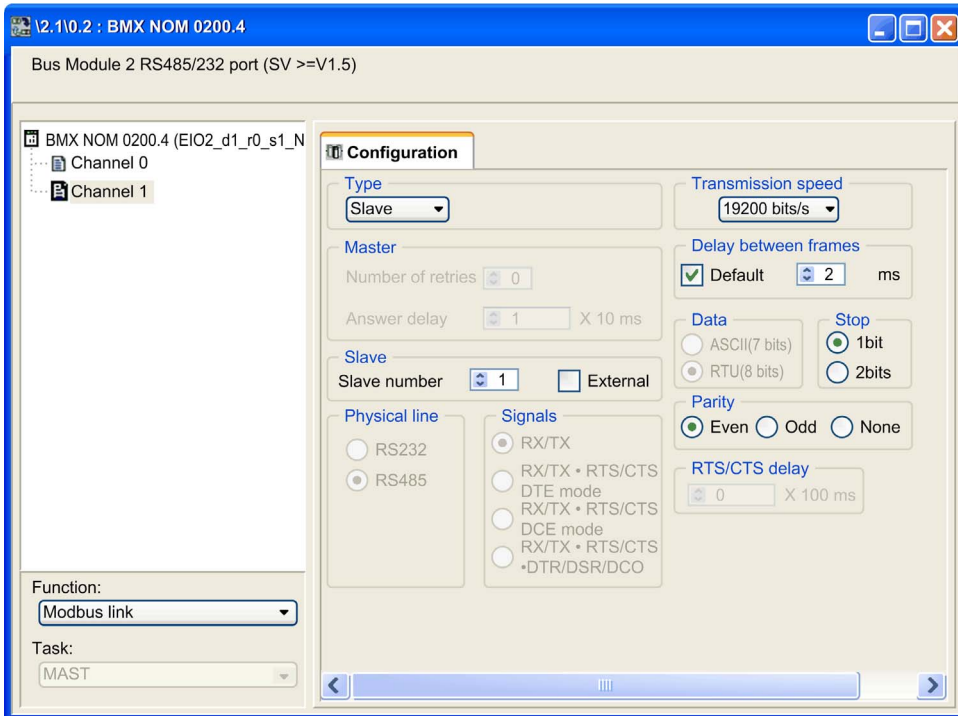 \2.1\0.2 : BMX NOM 0200.4
Bus Module 2 RS485/232 port (SV >=V1.5)
BMX NOM 0200.4 (EIO2_d1_r0_s1_N
Channel 0
Channel 1
Function:
Modbus link
Task:
MAST
Configuration
Type
Slave
Master
Number of retries 0
Answer delay 1 X 10 ms
Slave
Slave number 1 External
Physical line
RS232
RS485
Signals
RX/TX
RX/TX • RTS/CTS
DTE mode
RX/TX • RTS/CTS
DCE mode
RX/TX • RTS/CTS
•DTR/DSR/DCO
Transmission speed
19200 bits/s
Delay between frames
Default 2 ms
Data
ASCII(7 bits)
RTU(8 bits)
Stop
1bit
2bits
Parity
Even Odd None
RTS/CTS delay
0 X 100 ms